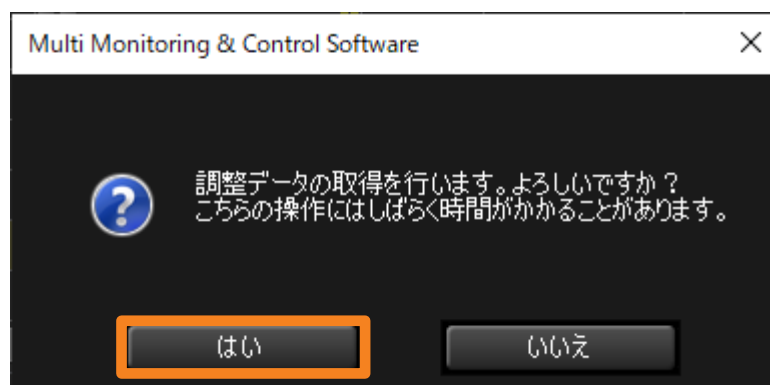 Multi Monitoring & Control Software
調整データの取得を行います。よろしいですか？
こちらの操作にはしばらく時間がかかることがあります。
はい
いいえ